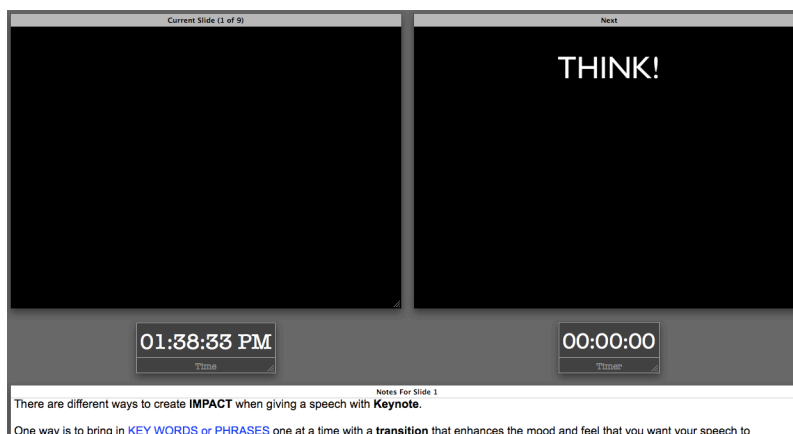 Current Slide (1 of 9)
Next
THINK!
01:38:33 PM
Time
00:00:00
Timer
Notes For Slide 1
There are different ways to create IMPACT when giving a speech with Keynote.
One way is to bring in KEY WORDS or PHRASES one at a time with a transition that enhances the mood and feel that you want your speech to